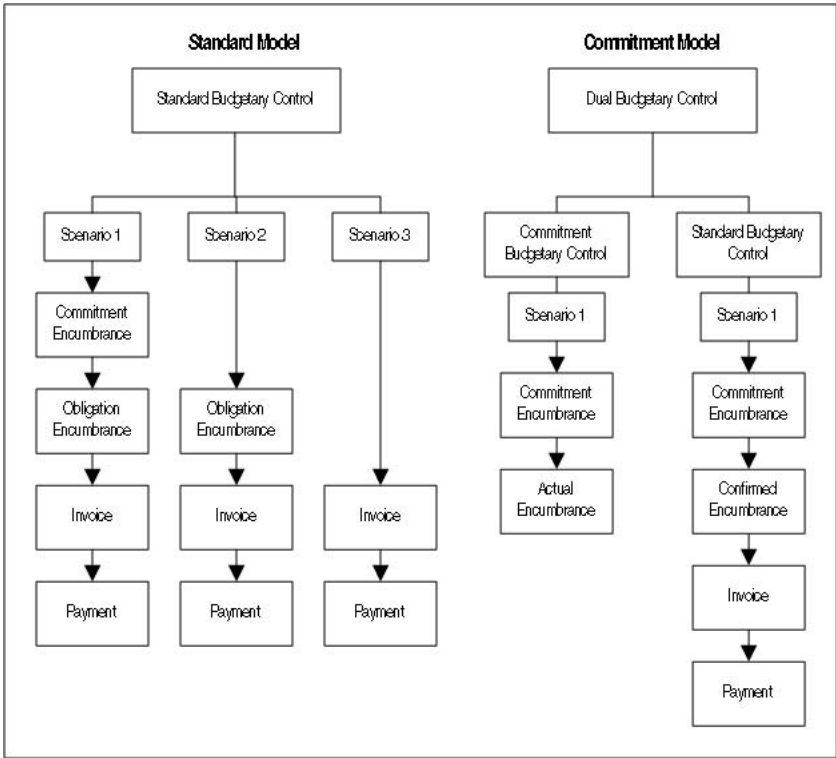 Standard Model
Standard Budgetary Control
Scenario 1
Scenario 2
Scenario 3
Commitment
Encumbrance
Obligation
Encumbrance
Obligation
Encumbrance
Invoice
Invoice
Invoice
Payment
Payment
Payment
Commitment Model
Dual Budgetary Control
Commitment
Budgetary Control
Standard Budgetary
Control
Scenario 1
Scenario 1
Commitment
Encumbrance
Commitment
Encumbrance
Actual
Encumbrance
Confirmed
Encumbrance
Invoice
Payment